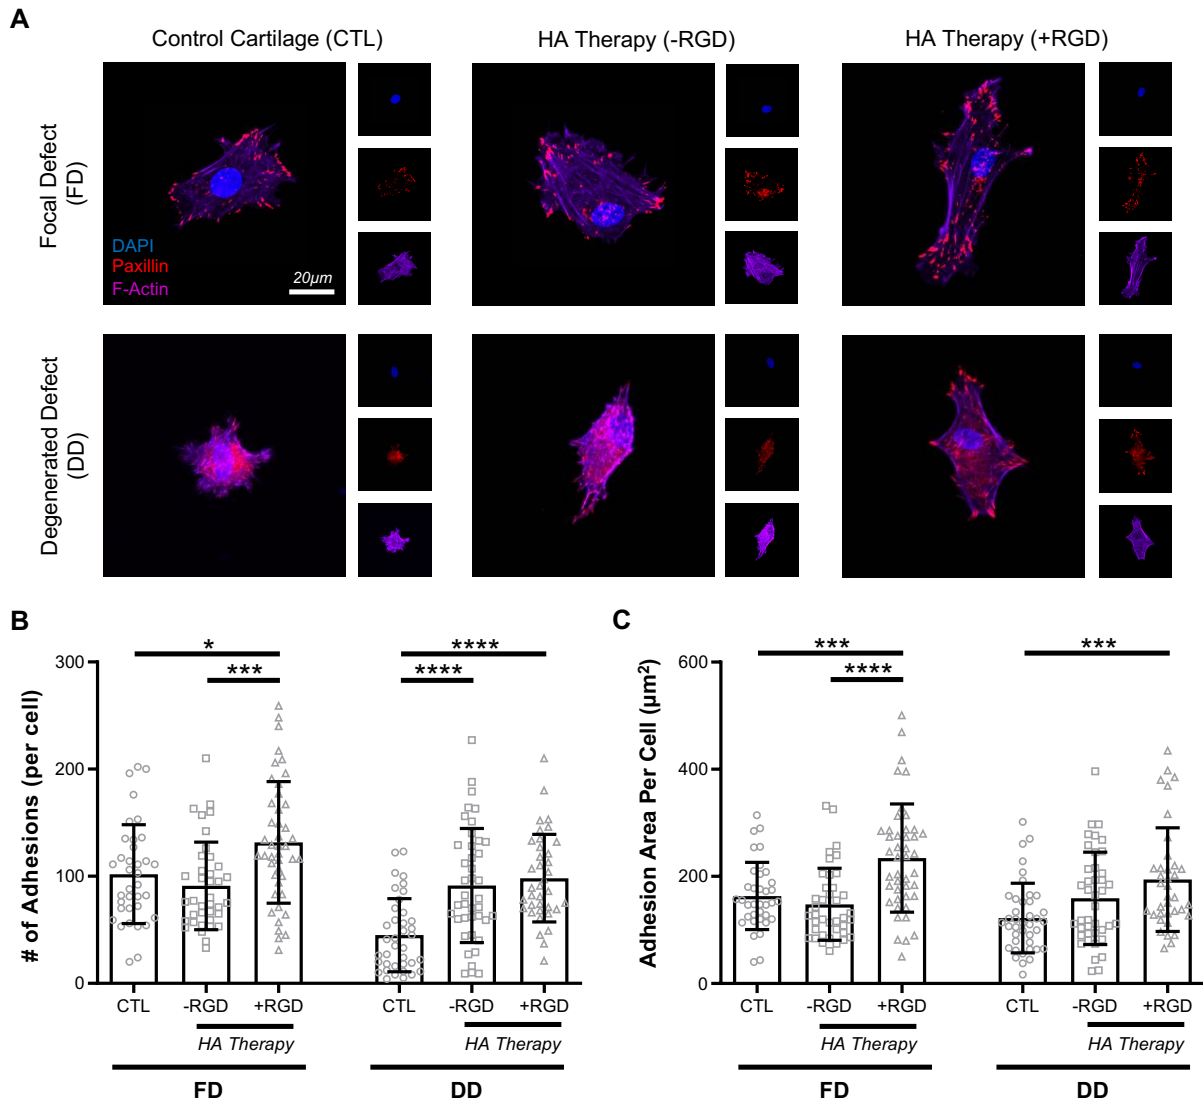 A
Control Cartilage (CTL)
HA Therapy (-RGD)
HA Therapy (+RGD)
Focal Defect
(FD)
DAPI
Paxillin
F-Actin
20µm
Degenerated Defect
(DD)
B
# of Adhesions (per cell)
300
200
100
0
*
***
****
****
CTL
-RGD
+RGD
CTL
-RGD
+RGD
HA Therapy
HA Therapy
FD
DD
C
Adhesion Area Per Cell (µm²)
600
400
200
0
***
****
***
CTL
-RGD
+RGD
CTL
-RGD
+RGD
HA Therapy
HA Therapy
FD
DD